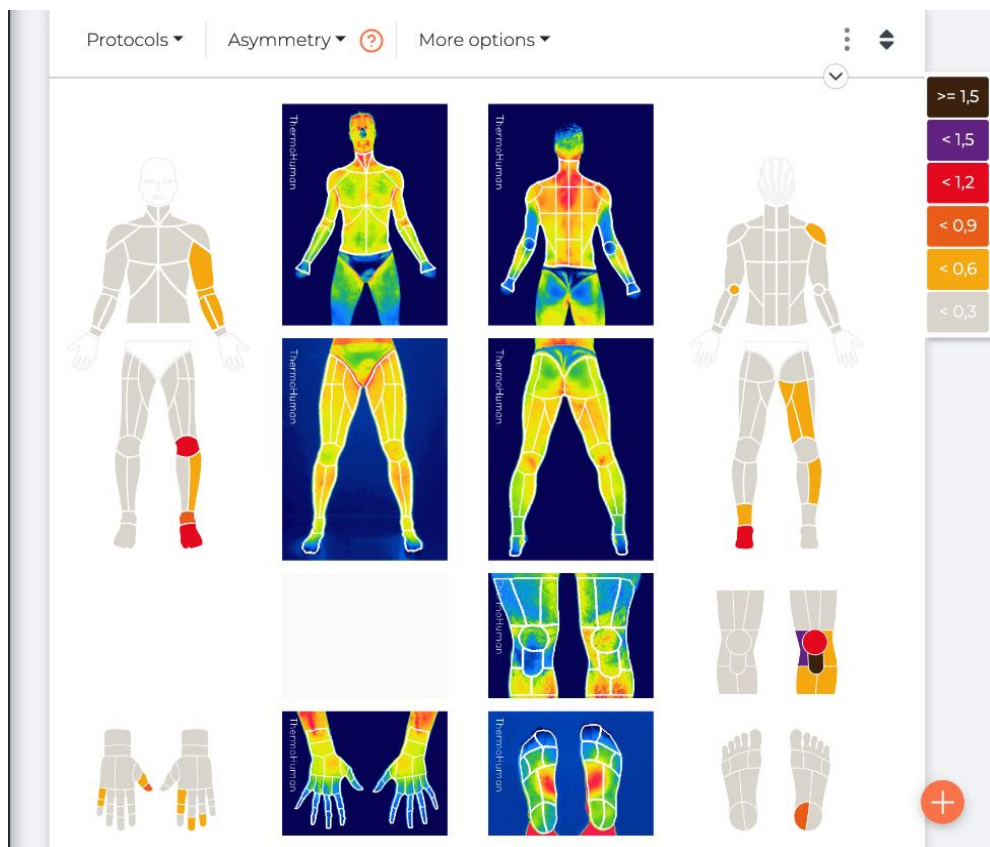 Protocols
Asymmetry ?
More options
>= 1,5
< 1,5
< 1,2
< 0,9
< 0,6
< 0,3
ThermoHuman
ThermoHuman
ThermoHuman
ThermoHuman
ThermoHuman
ThermoHuman
ThermoHuman